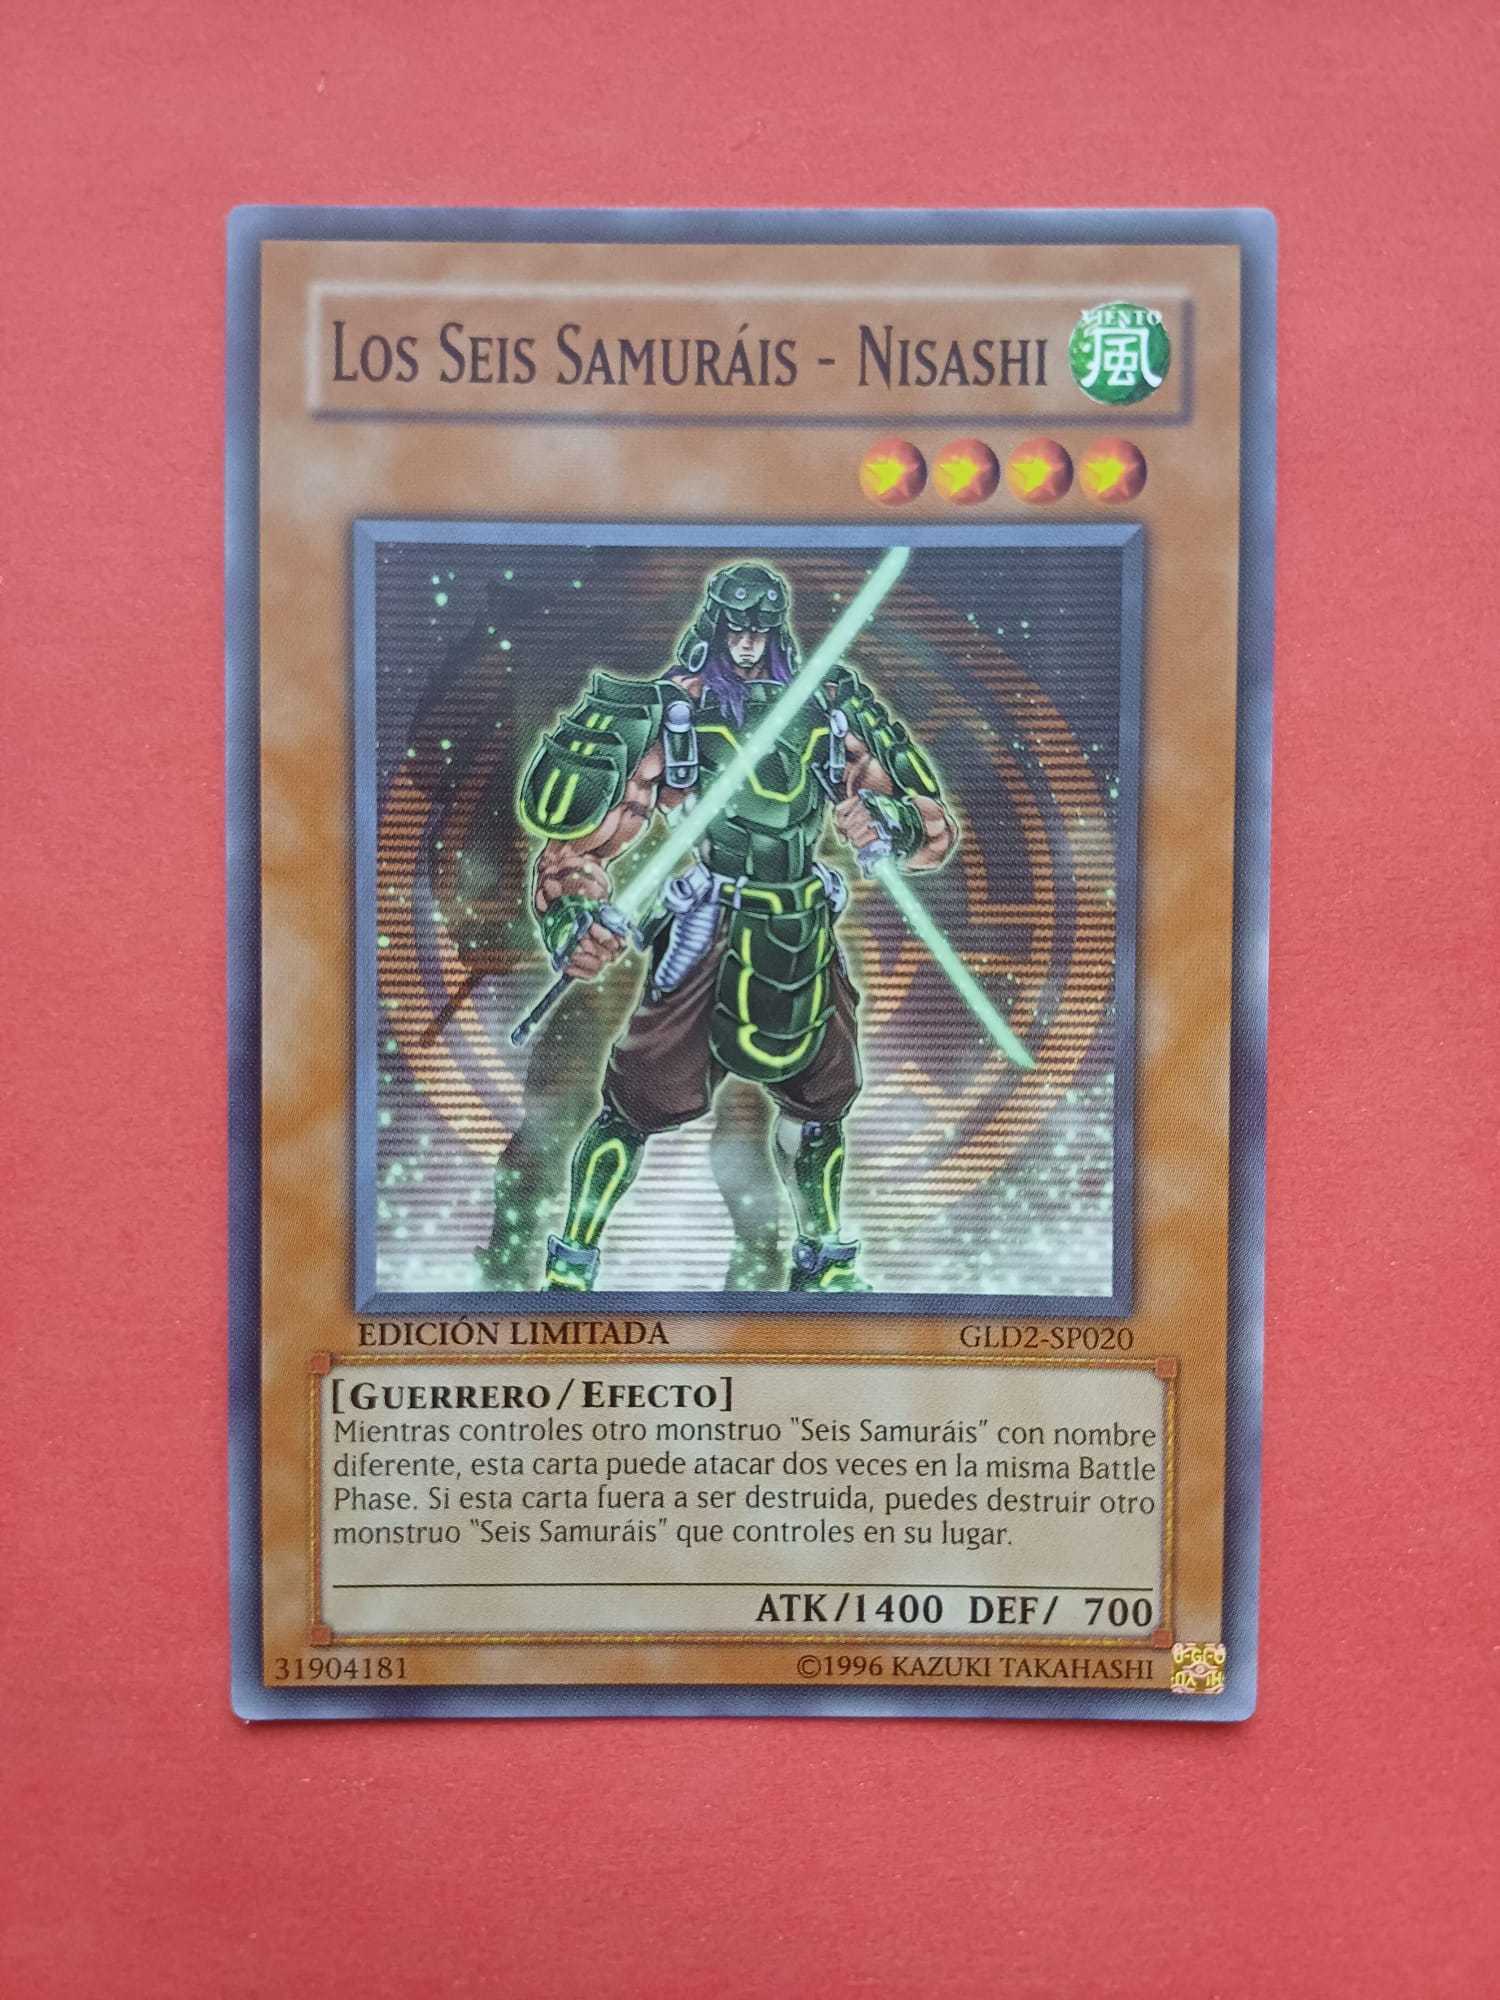 LOS SEIS SAMURÁIS - NISASHI
VIENTO
風
EDICIÓN LIMITADA
GLD2-SP020
[GUERRERO/EFECTO]
Mientras controles otro monstruo "Seis Samuráis" con nombre
diferente, esta carta puede atacar dos veces en la misma Battle
Phase. Si esta carta fuera a ser destruida, puedes destruir otro
monstruo "Seis Samuráis" que controles en su lugar.
ATK/1400 DEF/ 700
31904181
©1996 KAZUKI TAKAHASHI